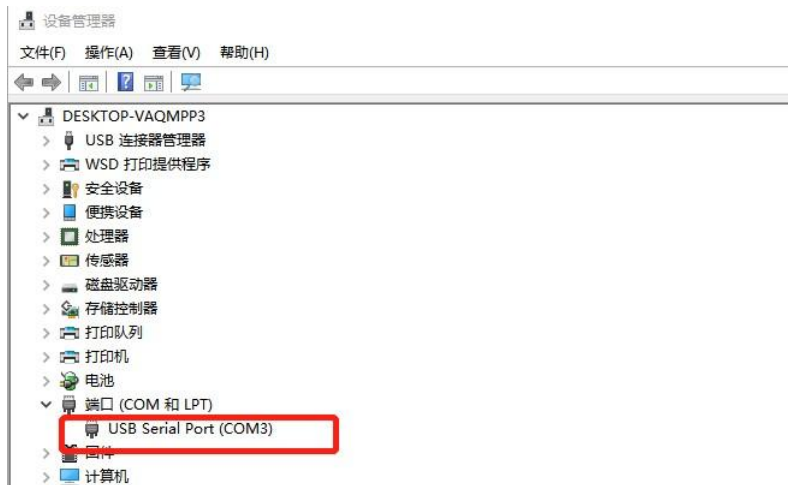 设备管理器
文件(F) 操作(A) 查看(V) 帮助(H)
DESKTOP-VAQMPP3
USB 连接器管理器
WSD 打印提供程序
安全设备
便携设备
处理器
传感器
磁盘驱动器
存储控制器
打印队列
打印机
电池
端口 (COM 和 LPT)
USB Serial Port (COM3)
固件
计算机